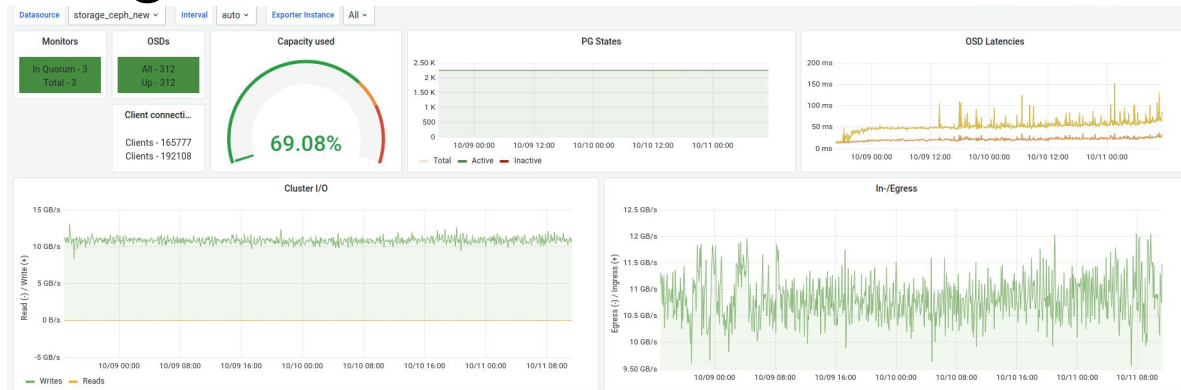 Datasource storage_ceph_new Interval auto Exporter Instance All
Monitors
In Quorum - 3
Total - 3
OSDs
All - 312
Up - 312
Client connecti...
Clients - 165777
Clients - 192108
Capacity used
69.08%
PG States
2.50 K
2 K
1.50 K
1 K
500
0
10/09 00:00 10/09 12:00 10/10 00:00 10/10 12:00 10/11 00:00
Total Active Inactive
OSD Latencies
200 ms
150 ms
100 ms
50 ms
0 ms
10/09 00:00 10/09 12:00 10/10 00:00 10/10 12:00 10/11 00:00
Cluster I/O
Read (-) / Write (+)
15 GB/s
10 GB/s
5 GB/s
0 B/s
-5 GB/s
10/09 00:00 10/09 08:00 10/09 16:00 10/10 00:00 10/10 08:00 10/10 16:00 10/11 00:00 10/11 08:00
Writes Reads
In-/Egress
Egress (-) / Ingress (+)
12.5 GB/s
12 GB/s
11.5 GB/s
11 GB/s
10.5 GB/s
10 GB/s
9.50 GB/s
10/09 00:00 10/09 08:00 10/09 16:00 10/10 00:00 10/10 08:00 10/10 16:00 10/11 00:00 10/11 08:00